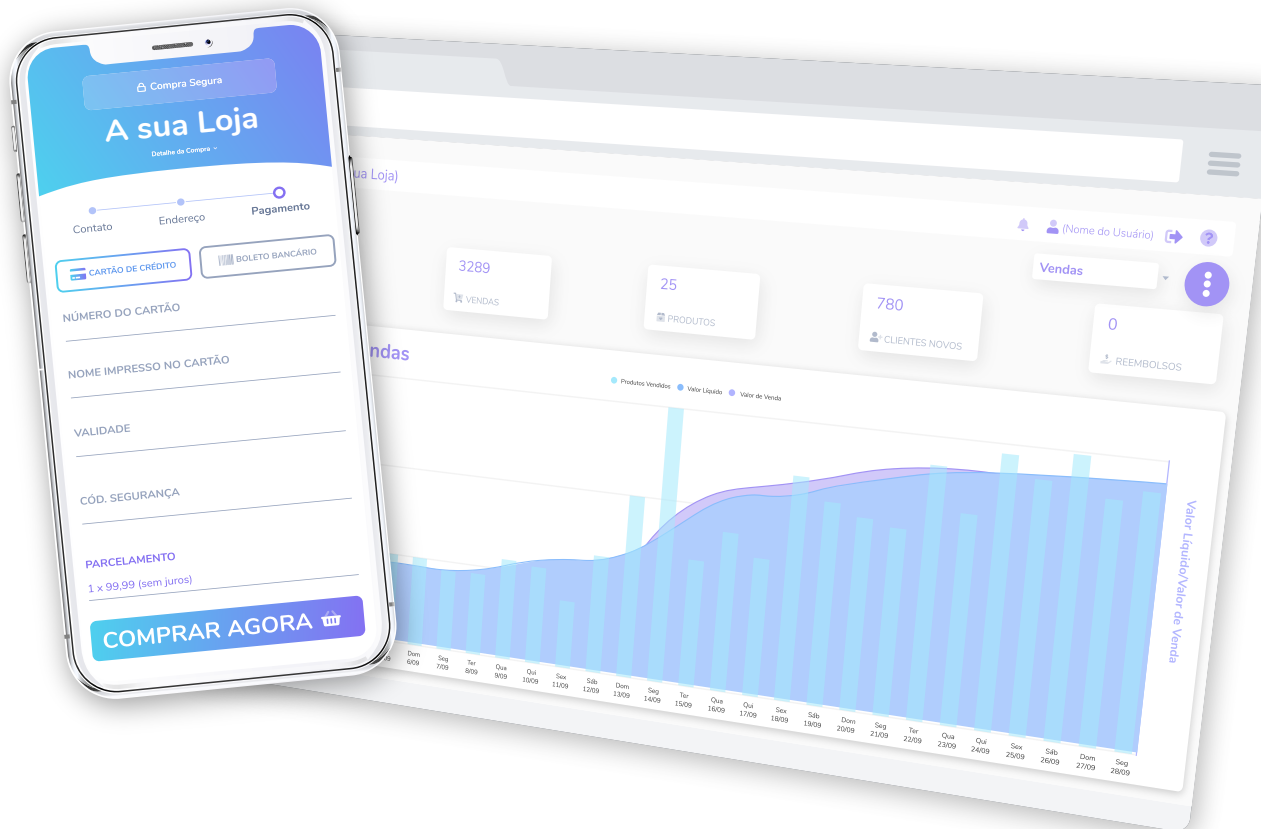 Compra Segura
A sua Loja
Detalhe da Compra
Contato
Endereço
Pagamento
CARTÃO DE CRÉDITO
BOLETO BANCÁRIO
NÚMERO DO CARTÃO
NOME IMPRESSO NO CARTÃO
VALIDADE
CÓD. SEGURANÇA
PARCELAMENTO
1 x 99,99 (sem juros)
COMPRAR AGORA
ua Loja)
(Nome do Usuário)
?
Vendas
3289
VENDAS
25
PRODUTOS
780
CLIENTES NOVOS
0
REEMBOLSOS
ndas
Produtos Vendidos
Valor Líquido
Valor de Venda
Valor Líquido/Valor de Venda
Dom
6/09
Seg
7/09
Ter
8/09
Qua
9/09
Qui
10/09
Sex
11/09
Sáb
12/09
Dom
13/09
Seg
14/09
Ter
15/09
Qua
16/09
Qui
17/09
Sex
18/09
Sáb
19/09
Dom
20/09
Seg
21/09
Ter
22/09
Qua
23/09
Qui
24/09
Sex
25/09
Sáb
26/09
Dom
27/09
Seg
28/09